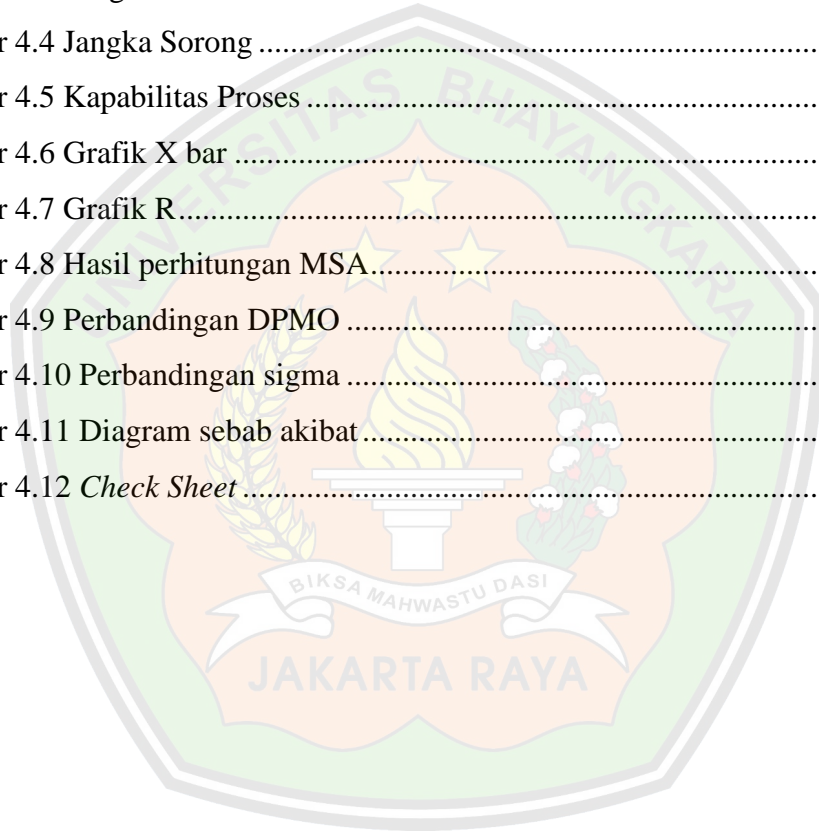 r 4.4 Jangka Sorong ........................................................................
r 4.5 Kapabilitas Proses ..................................................................
r 4.6 Grafik X bar ...........................................................................
r 4.7 Grafik R..................................................................................
r 4.8 Hasil perhitungan MSA..........................................................
r 4.9 Perbandingan DPMO .............................................................
r 4.10 Perbandingan sigma .............................................................
r 4.11 Diagram sebab akibat...........................................................
r 4.12 Check Sheet ..........................................................................
UNIVERSITAS BHAYANGKARA
BIKSA MAHWASTU DASI
JAKARTA RAYA